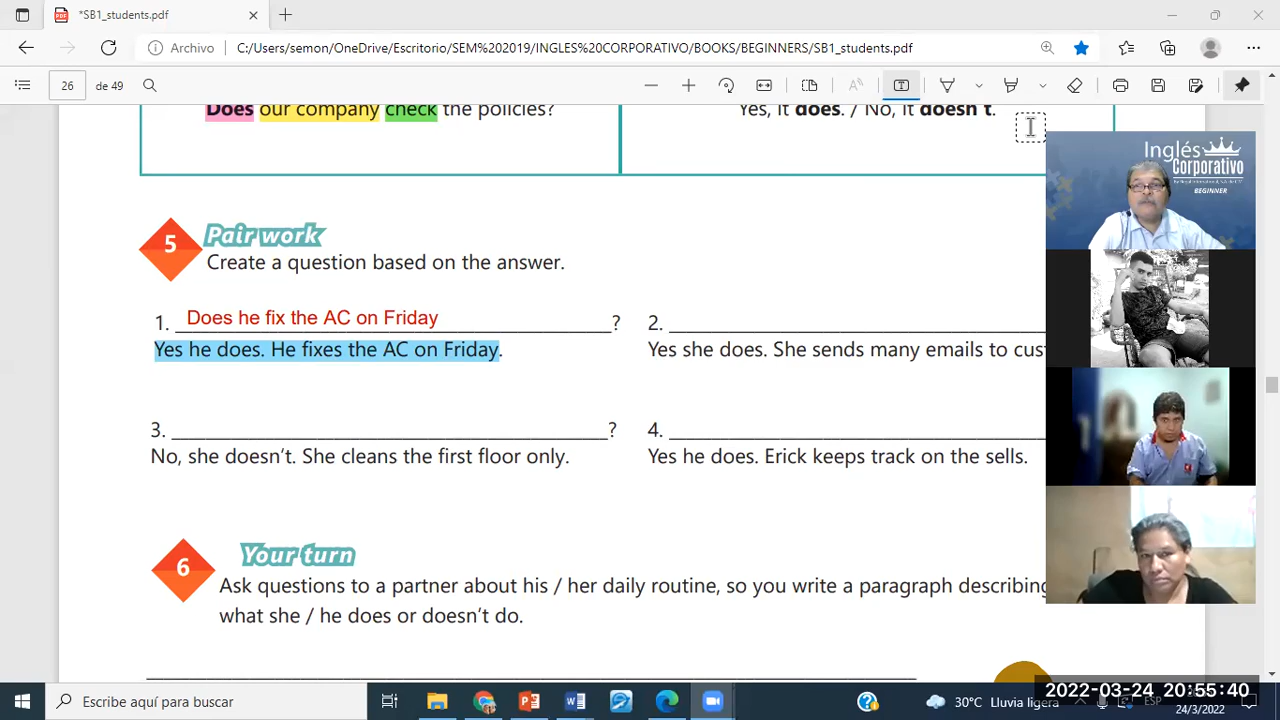 *SB1_students.pdf
Archivo
C:/Users/semon/OneDrive/Escritorio/SEM%202019/INGLES%20CORPORATIVO/BOOKS/BEGINNERS/SB1_students.pdf
26 de 49
Does our company check the policies?
Yes, it does. / No, it doesn't.
Inglés
Corporativo
BEGINNER
5 Pair work
Create a question based on the answer.
1. Does he fix the AC on Friday ?
Yes he does. He fixes the AC on Friday.
2. ____________________
Yes she does. She sends many emails to cus
3. ____________________?
No, she doesn't. She cleans the first floor only.
4. ____________________
Yes he does. Erick keeps track on the sells.
6 Your turn
Ask questions to a partner about his / her daily routine, so you write a paragraph describing
what she / he does or doesn't do.
2022-03-24 20:55:40
Escribe aquí para buscar
30°C Lluvia ligera
ESP
24/3/2022